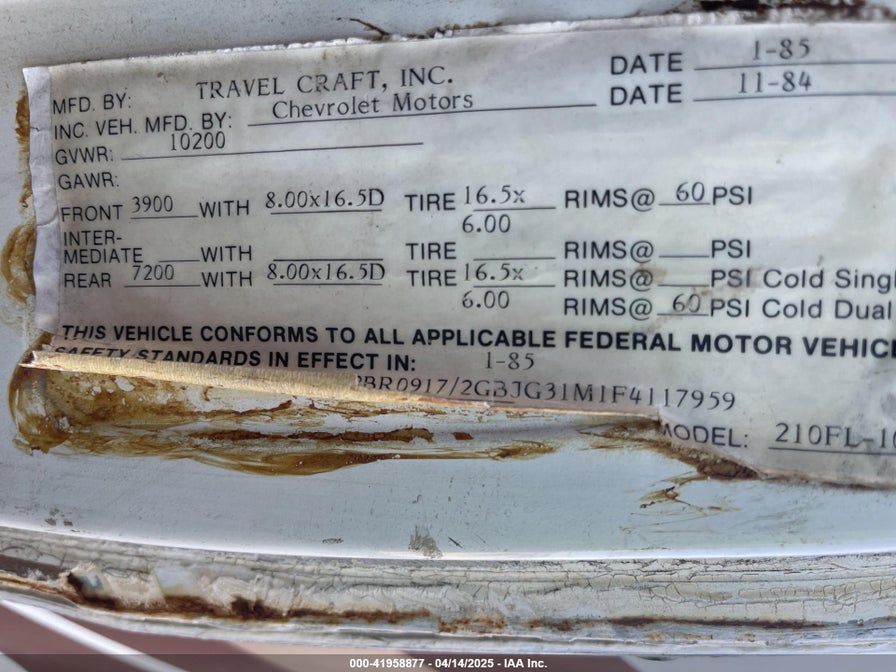 MFD. BY: TRAVEL CRAFT, INC. DATE 1-85
INC. VEH. MFD. BY: Chevrolet Motors DATE 11-84
GVWR: 10200
GAWR:
FRONT 3900 WITH 8.00x16.5D TIRE 16.5x RIMS@ 60 PSI
6.00
INTER-
MEDIATE WITH TIRE RIMS@ PSI
REAR 7200 WITH 8.00x16.5D TIRE 16.5x RIMS@ PSI Cold Singl
6.00 RIMS@ 60 PSI Cold Dual
THIS VEHICLE CONFORMS TO ALL APPLICABLE FEDERAL MOTOR VEHIC
SAFETY STANDARDS IN EFFECT IN: 1-85
BR0917/2GBJG31M1F4117959
MODEL: 210FL-10
000-41958877 - 04/14/2025 - IAA Inc.